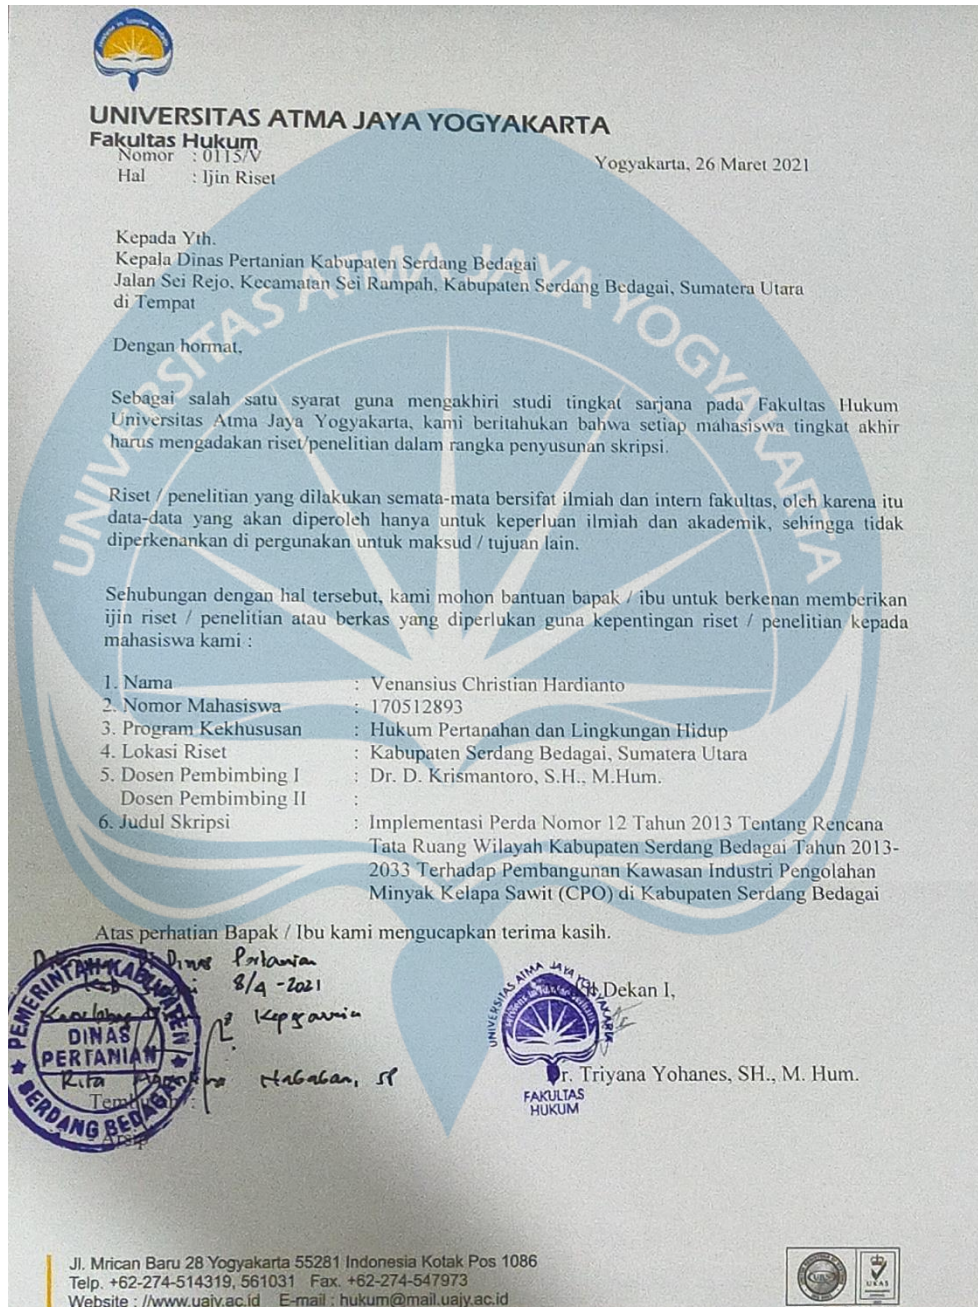 UNIVERSITAS ATMA JAYA YOGYAKARTA
Fakultas Hukum
Nomor : 0115/V
Yogyakarta, 26 Maret 2021
Hal : Ijin Riset
Kepada Yth.
Kepala Dinas Pertanian Kabupaten Serdang Bedagai
Jalan Sei Rejo, Kecamatan Sei Rampah, Kabupaten Serdang Bedagai, Sumatera Utara
di Tempat
Dengan hormat,
Sebagai salah satu syarat guna mengakhiri studi tingkat sarjana pada Fakultas Hukum
Universitas Atma Jaya Yogyakarta, kami beritahukan bahwa setiap mahasiswa tingkat akhir
harus mengadakan riset/penelitian dalam rangka penyusunan skripsi.
Riset / penelitian yang dilakukan semata-mata bersifat ilmiah dan intern fakultas, oleh karena itu
data-data yang akan diperoleh hanya untuk keperluan ilmiah dan akademik, sehingga tidak
diperkenankan di pergunakan untuk maksud / tujuan lain.
Sehubungan dengan hal tersebut, kami mohon bantuan bapak / ibu untuk berkenan memberikan
ijin riset / penelitian atau berkas yang diperlukan guna kepentingan riset / penelitian kepada
mahasiswa kami :
1. Nama : Venansius Christian Hardianto
2. Nomor Mahasiswa : 170512893
3. Program Kekhususan : Hukum Pertanahan dan Lingkungan Hidup
4. Lokasi Riset : Kabupaten Serdang Bedagai, Sumatera Utara
5. Dosen Pembimbing I : Dr. D. Krismantoro, S.H., M.Hum.
Dosen Pembimbing II :
6. Judul Skripsi : Implementasi Perda Nomor 12 Tahun 2013 Tentang Rencana
Tata Ruang Wilayah Kabupaten Serdang Bedagai Tahun 2013-
2033 Terhadap Pembangunan Kawasan Industri Pengolahan
Minyak Kelapa Sawit (CPO) di Kabupaten Serdang Bedagai
Atas perhatian Bapak / Ibu kami mengucapkan terima kasih.
Dinas Pertanian
8/4 -2021
Dekan I,
Dr. Triyana Yohanes, SH., M. Hum.
Rita
SP
PEMERINTAH KABUPATEN
DINAS
PERTANIAN
SERDANG BEDAGAI
UNIVERSITAS ATMA JAYA YOGYAKARTA
FAKULTAS
HUKUM
Arsip
UNIVERSITAS ATMA JAYA YOGYAKARTA
Jl. Mrican Baru 28 Yogyakarta 55281 Indonesia Kotak Pos 1086
Telp. +62-274-514319, 561031 Fax. +62-274-547973
Website : //www.uajy.ac.id E-mail : hukum@mail.uajy.ac.id
UKAS